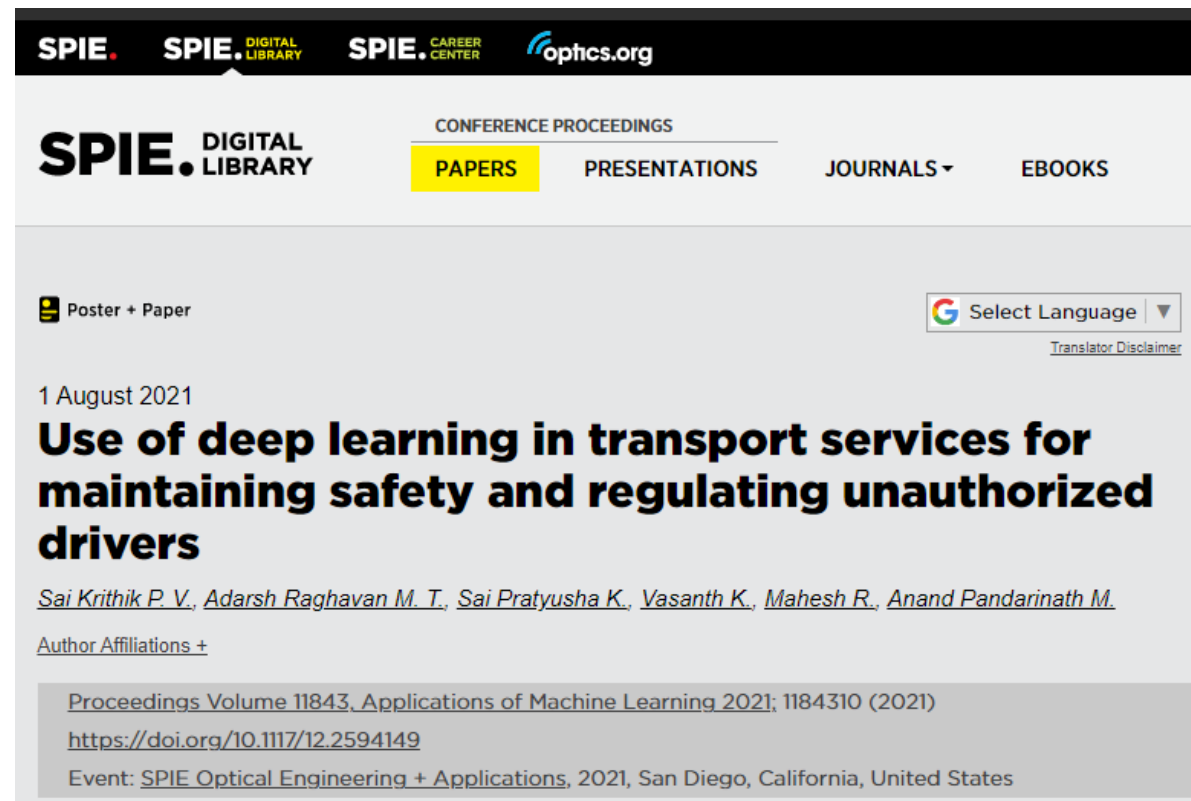 SPIE. SPIE. DIGITAL LIBRARY SPIE. CAREER CENTER optics.org
SPIE. DIGITAL LIBRARY
CONFERENCE PROCEEDINGS
PAPERS PRESENTATIONS JOURNALS EBOOKS
Poster + Paper
Select Language
Translator Disclaimer
1 August 2021
Use of deep learning in transport services for
maintaining safety and regulating unauthorized
drivers
Sai Krithik P. V., Adarsh Raghavan M. T., Sai Pratyusha K., Vasanth K., Mahesh R., Anand Pandarinath M.
Author Affiliations +
Proceedings Volume 11843, Applications of Machine Learning 2021; 1184310 (2021)
https://doi.org/10.1117/12.2594149
Event: SPIE Optical Engineering + Applications, 2021, San Diego, California, United States